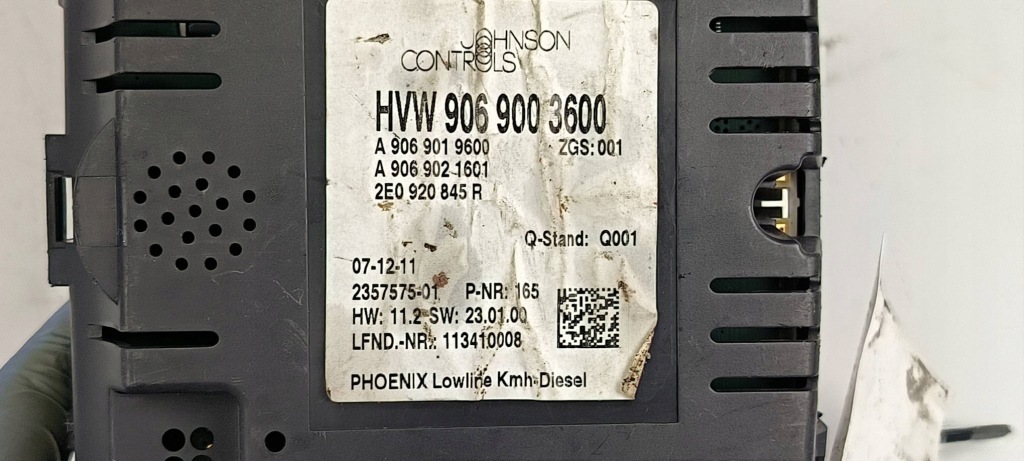 JOHNSON
CONTROLS
HVW 906 900 3600
A 906 901 9600 ZGS: 001
A 906 902 1601
2E0 920 845 R
Q-Stand: Q001
07-12-11
2357575-01 P-NR: 165
HW: 11.2 SW: 23.01.00
LFND.-NR.: 113410008
PHOENIX Lowline Kmh-Diesel